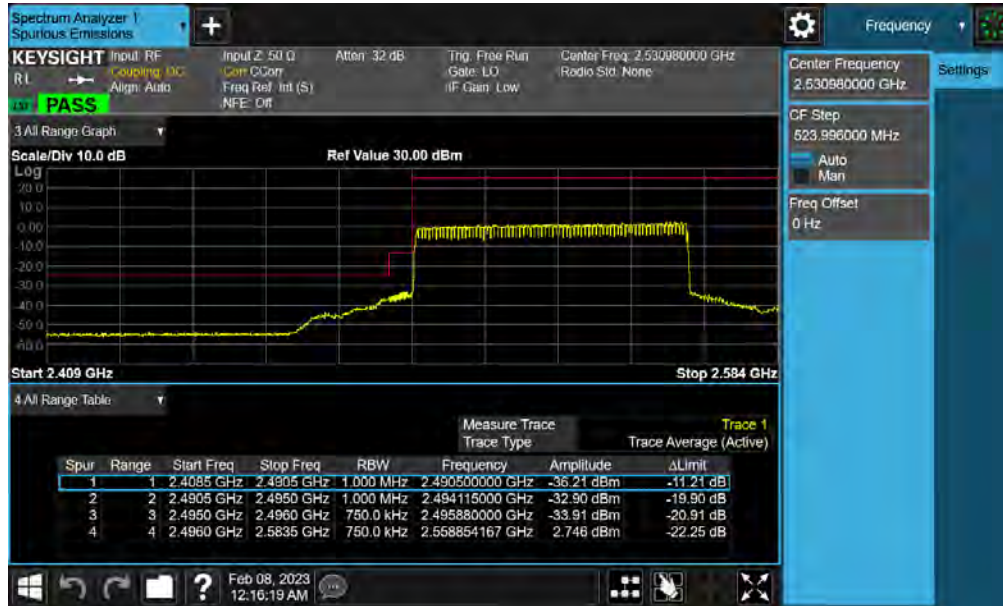 Spectrum Analyzer 1
Spurious Emissions
Frequency
KEYSIGHT
Input: RF
Input Z: 50 Ω
Atten: 32 dB
Trig: Free Run
Center Freq: 2.530980000 GHz
RL
Coupling: DC
Corr CCorr
Gate: LO
Radio Std: None
Align: Auto
Freq Ref: Int (S)
IF Gain: Low
NFE: Off
PASS
Center Frequency
2.530980000 GHz
Settings
CF Step
523.996000 MHz
Auto
Man
Freq Offset
0 Hz
3 All Range Graph
Scale/Div 10.0 dB
Ref Value 30.00 dBm
Log
20.0
10.0
0.00
-10.0
-20.0
-30.0
-40.0
-50.0
-60.0
Start 2.409 GHz
Stop 2.584 GHz
4 All Range Table
Measure Trace Trace 1
Trace Type Trace Average (Active)
Spur Range Start Freq Stop Freq RBW Frequency Amplitude ΔLimit
1 1 2.4085 GHz 2.4905 GHz 1.000 MHz 2.490500000 GHz -36.21 dBm -11.21 dB
2 2 2.4905 GHz 2.4950 GHz 1.000 MHz 2.494115000 GHz -32.90 dBm -19.90 dB
3 3 2.4950 GHz 2.4960 GHz 750.0 kHz 2.495880000 GHz -33.91 dBm -20.91 dB
4 4 2.4960 GHz 2.5835 GHz 750.0 kHz 2.558854167 GHz 2.746 dBm -22.25 dB
?
Feb 08, 2023
12:16:19 AM